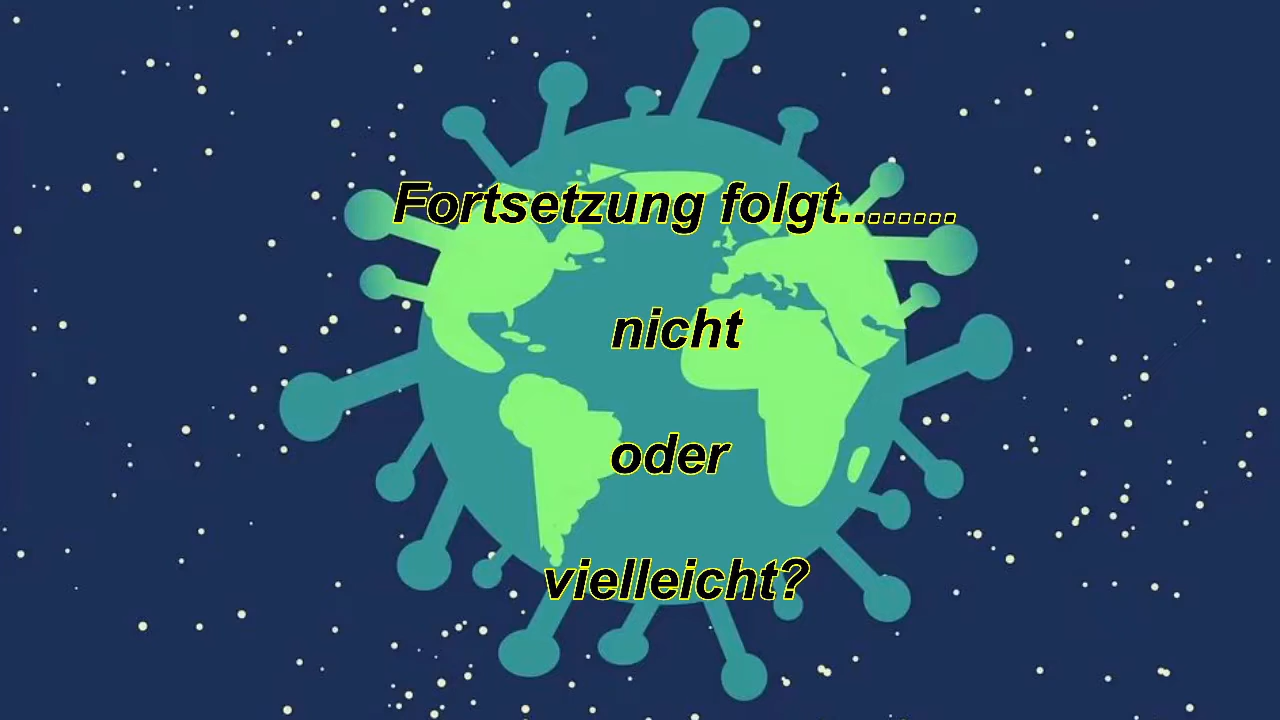 Fortsetzung folgt........
nicht
oder
vielleicht?